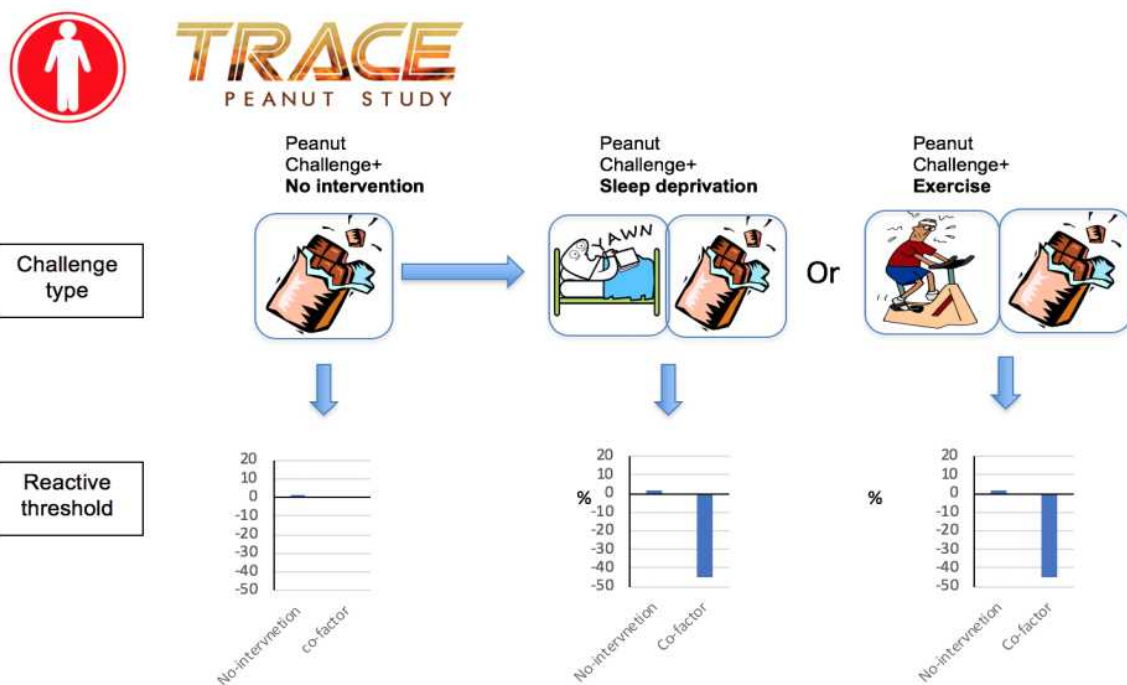 TRACE
PEANUT STUDY
Peanut
Challenge+
No intervention
Peanut
Challenge+
Sleep deprivation
Peanut
Challenge+
Exercise
Challenge
type
YAWN
Or
Reactive
threshold
20
10
0
-10
-20
-30
-40
-50
No-intervnetion
co-factor
%
20
10
0
-10
-20
-30
-40
-50
No-intervnetion
Co-factor
%
20
10
0
-10
-20
-30
-40
-50
No-intervnetion
Co-factor